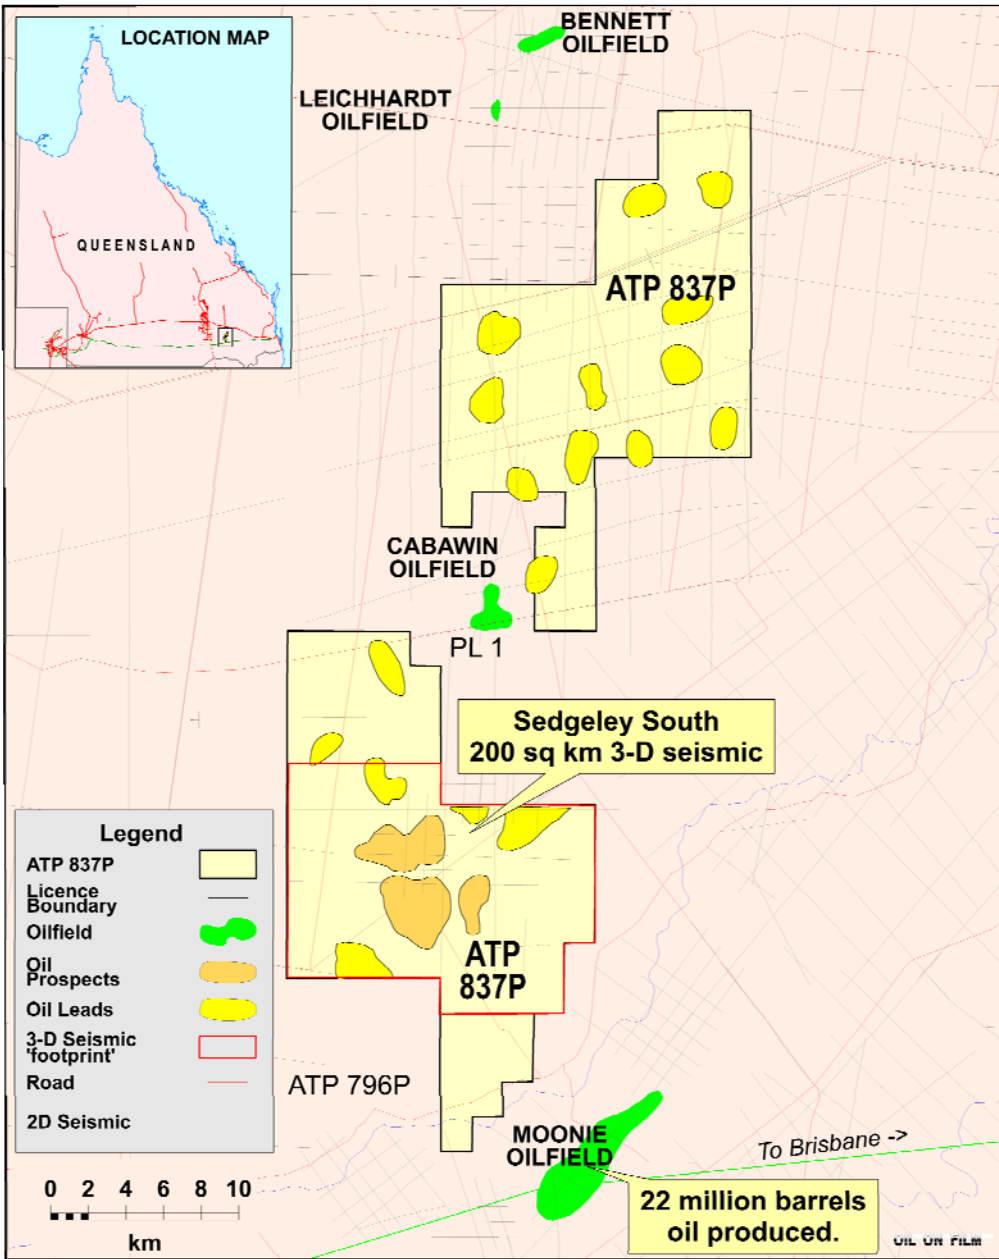 LOCATION MAP
QUEENSLAND
BENNETT
OILFIELD
LEICHHARDT
OILFIELD
ATP 837P
CABAWIN
OILFIELD
PL 1
Sedgeley South
200 sq km 3-D seismic
ATP
837P
Legend
ATP 837P
Licence
Boundary
Oilfield
Oil
Prospects
Oil Leads
3-D Seismic
'footprint'
Road
2D Seismic
ATP 796P
MOONIE
OILFIELD
To Brisbane ->
22 million barrels
oil produced.
0 2 4 6 8 10
km
OIL ON FILM